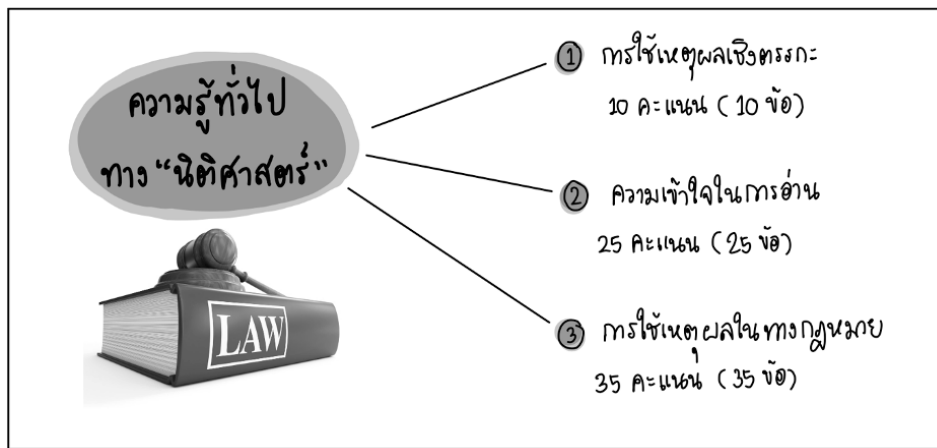 ความรู้ทั่วไป
ทาง “นิติศาสตร์”
LAW
① การใช้เหตุผลเชิงตรรกะ
10 คะแนน (10 ข้อ)
② ความเข้าใจในการอ่าน
25 คะแนน (25 ข้อ)
③ การใช้เหตุผลในทางกฎหมาย
35 คะแนน (35 ข้อ)